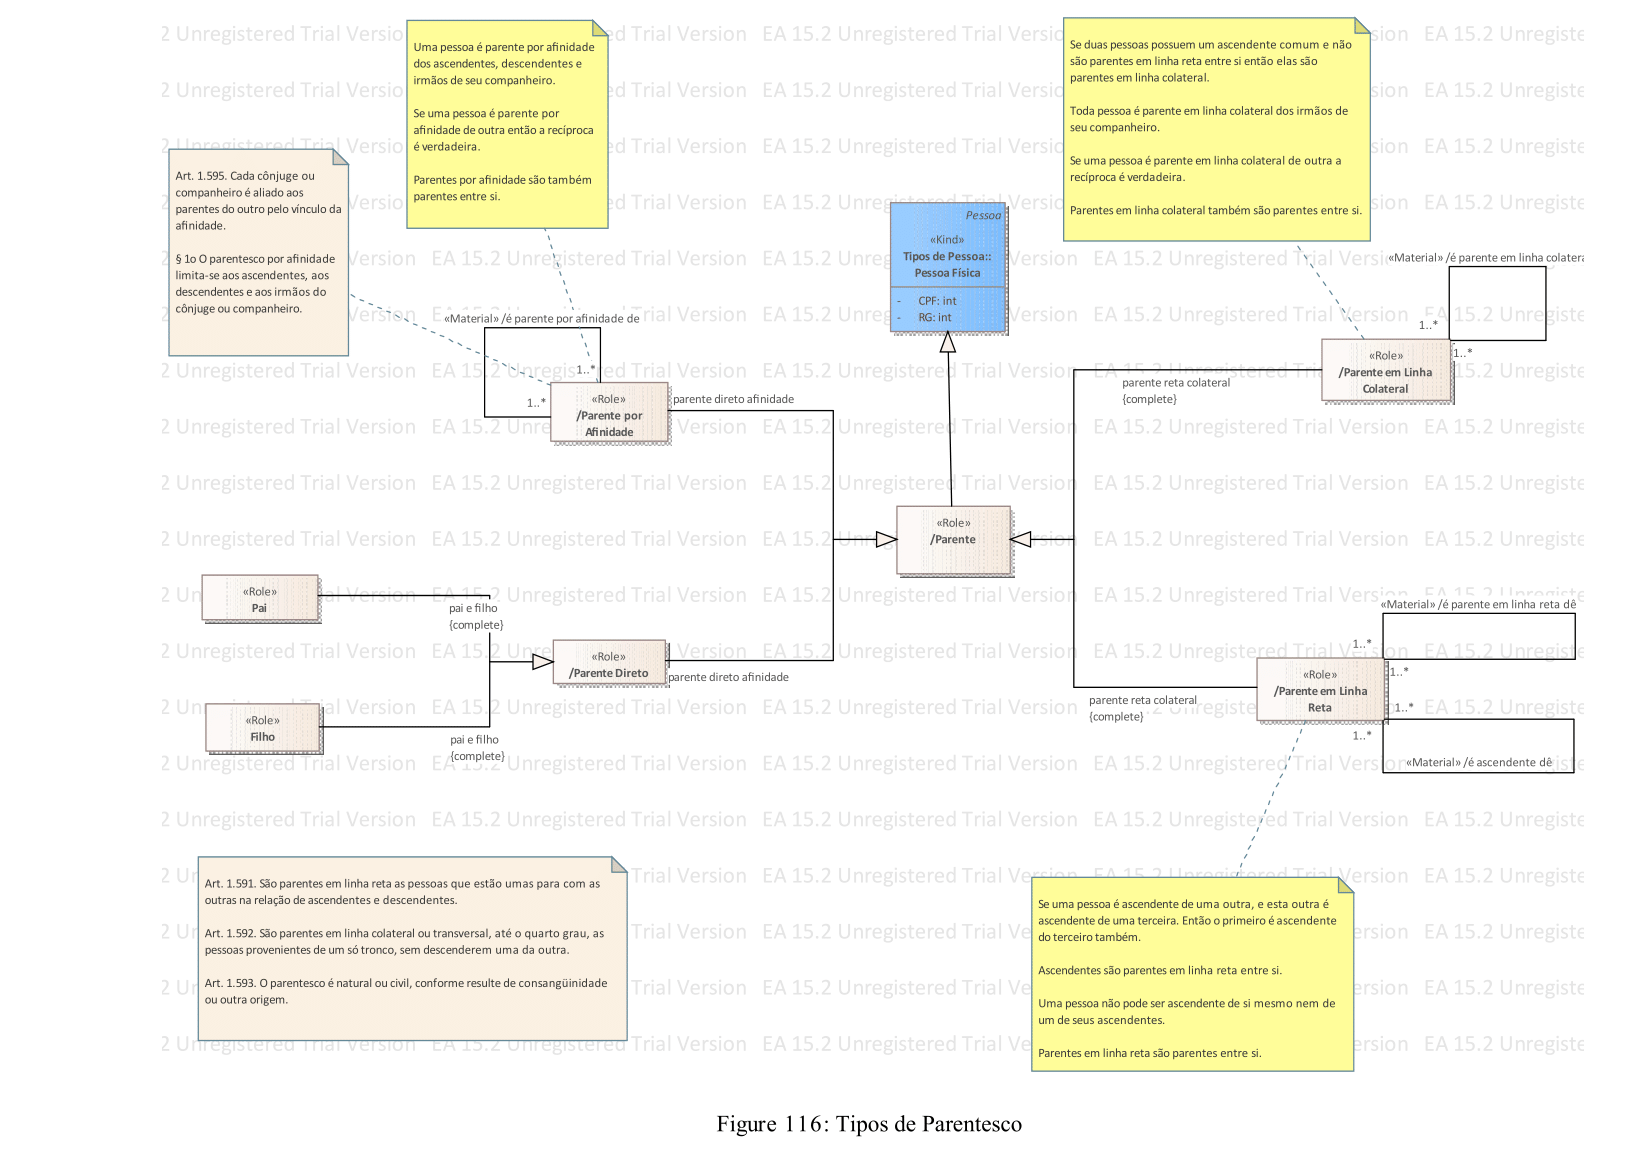 Uma pessoa é parente por afinidade
dos ascendentes, descendentes e
irmãos de seu companheiro.
Se uma pessoa é parente por
afinidade de outra então a recíproca
é verdadeira.
Parentes por afinidade são também
parentes entre si.
Se duas pessoas possuem um ascendente comum e não
são parentes em linha reta entre si então elas são
parentes em linha colateral.
Toda pessoa é parente em linha colateral dos irmãos de
seu companheiro.
Se uma pessoa é parente em linha colateral de outra a
recíproca é verdadeira.
Parentes em linha colateral também são parentes entre si.
Art. 1.595. Cada cônjuge ou
companheiro é aliado aos
parentes do outro pelo vínculo da
afinidade.
§ 1o O parentesco por afinidade
limita-se aos ascendentes, aos
descendentes e aos irmãos do
cônjuge ou companheiro.
Pessoa
«Kind»
Tipos de Pessoa::
Pessoa Física
- CPF: int
- RG: int
«Material» /é parente em linha colatera
1..*
1..*
«Role»
/Parente em Linha
Colateral
«Material» /é parente por afinidade de
1..*
1..*
«Role»
/Parente por
Afinidade
parente direto afinidade
parente reta colateral
{complete}
«Role»
/Parente
«Role»
Pai
pai e filho
{complete}
«Role»
/Parente Direto
parente direto afinidade
«Role»
Filho
pai e filho
{complete}
«Material» /é parente em linha reta dê
1..*
1..*
«Role»
/Parente em Linha
Reta
1..*
1..*
«Material» /é ascendente dê
parente reta colateral
{complete}
Art. 1.591. São parentes em linha reta as pessoas que estão umas para com as
outras na relação de ascendentes e descendentes.
Art. 1.592. São parentes em linha colateral ou transversal, até o quarto grau, as
pessoas provenientes de um só tronco, sem descenderem uma da outra.
Art. 1.593. O parentesco é natural ou civil, conforme resulte de consangüinidade
ou outra origem.
Se uma pessoa é ascendente de uma outra, e esta outra é
ascendente de uma terceira. Então o primeiro é ascendente
do terceiro também.
Ascendentes são parentes em linha reta entre si.
Uma pessoa não pode ser ascendente de si mesmo nem de
um de seus ascendentes.
Parentes em linha reta são parentes entre si.
Figure 116: Tipos de Parentesco